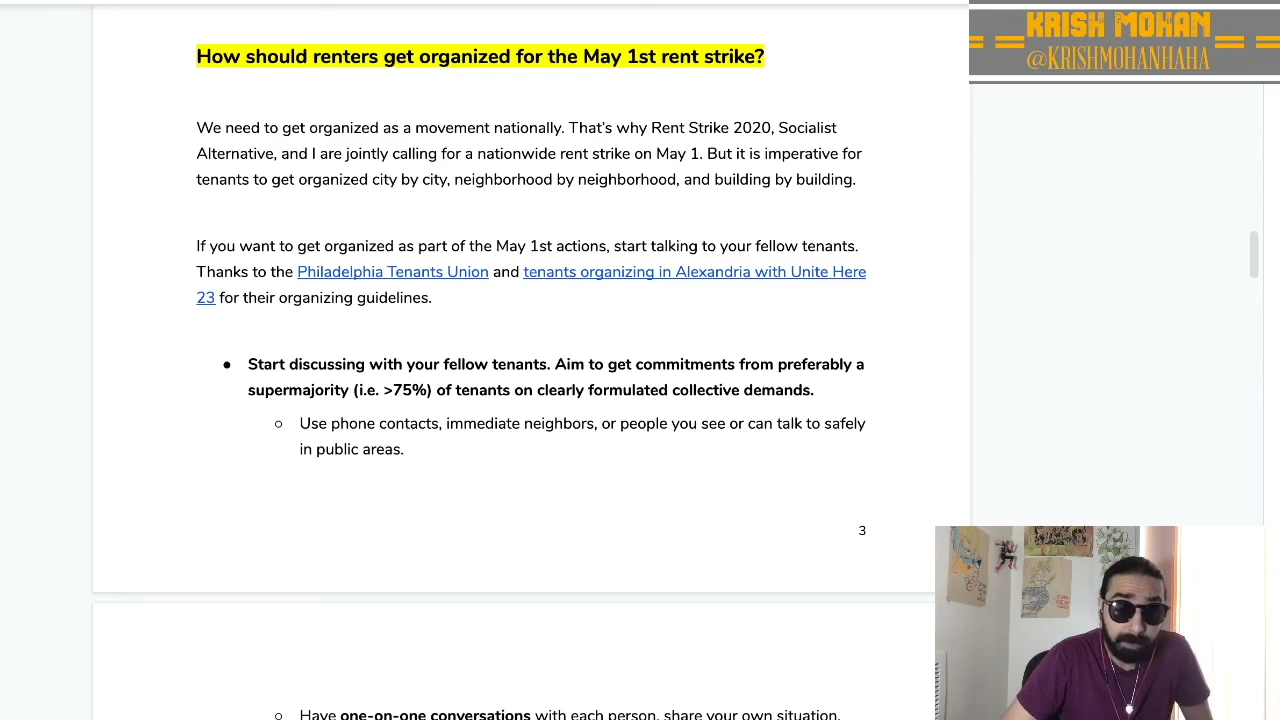 KRISH MOHAN
@KRISHMOHANHAHA
How should renters get organized for the May 1st rent strike?
We need to get organized as a movement nationally. That's why Rent Strike 2020, Socialist
Alternative, and I are jointly calling for a nationwide rent strike on May 1. But it is imperative for
tenants to get organized city by city, neighborhood by neighborhood, and building by building.
If you want to get organized as part of the May 1st actions, start talking to your fellow tenants.
Thanks to the Philadelphia Tenants Union and tenants organizing in Alexandria with Unite Here
23 for their organizing guidelines.
● Start discussing with your fellow tenants. Aim to get commitments from preferably a
supermajority (i.e. >75%) of tenants on clearly formulated collective demands.
○ Use phone contacts, immediate neighbors, or people you see or can talk to safely
in public areas.
3
○ Have one-on-one conversations with each person, share your own situation,